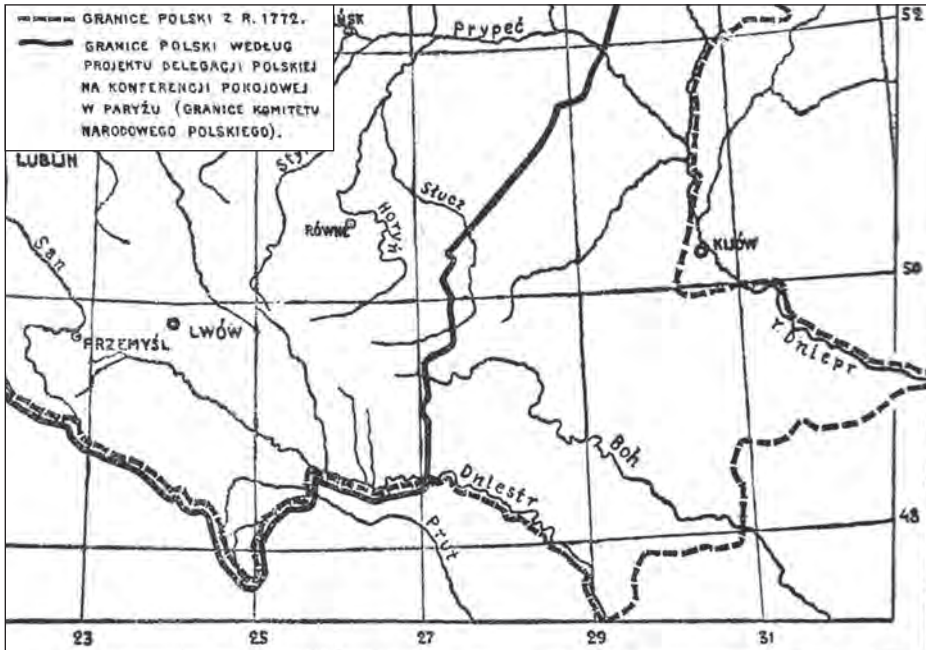 GRANICE POLSKI Z R. 1772.
GRANICE POLSKI WEDŁUG
PROJEKTU DELEGACJI POLSKIEJ
NA KONFERENCJI POKOJOWEJ
W PARYŻU (GRANICE KOMITETU
NARODOWEGO POLSKIEGO).
ŃSK
Prypeć
52
LUBLIN
Sty
Słucz
RÓWNE
Horyń
KIJÓW
San
50
LWÓW
PRZEMYŚL
r. Dniepr
Boh
Dniestr
Prut
48
23
25
27
29
31